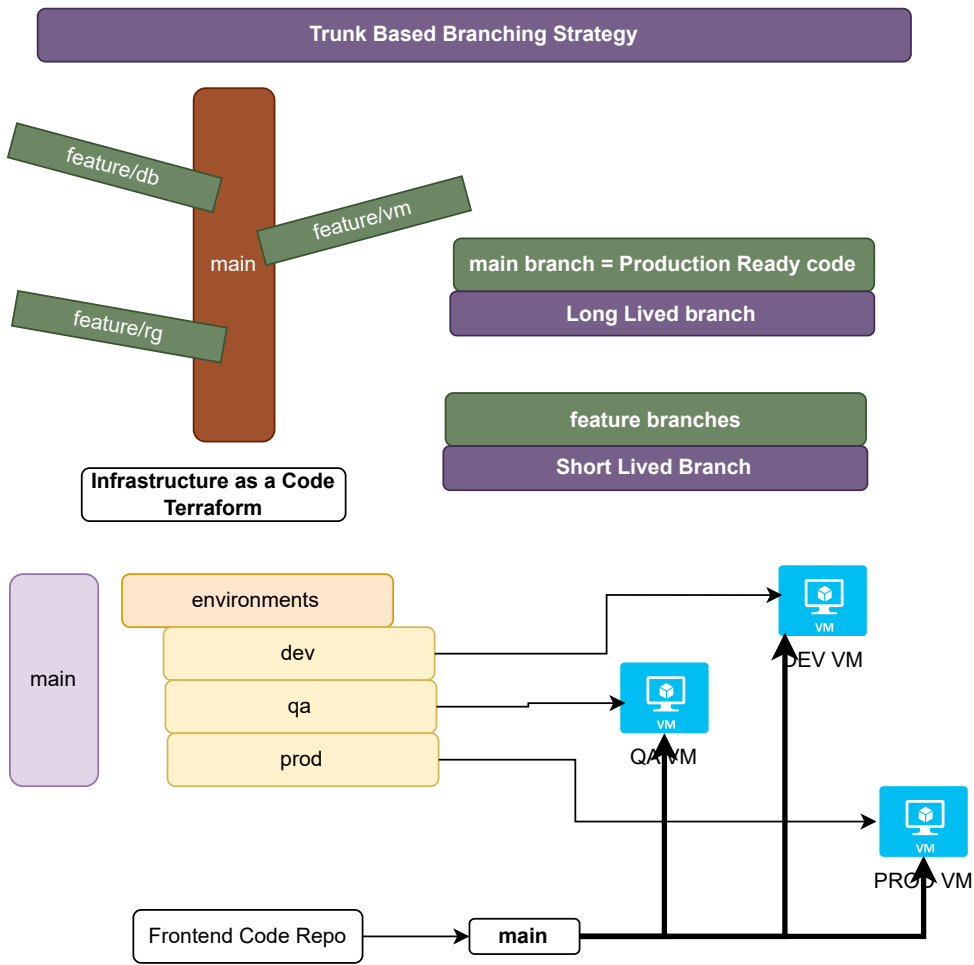 Trunk Based Branching Strategy
feature/db
feature/vm
main
feature/rg
main branch = Production Ready code
Long Lived branch
feature branches
Short Lived Branch
Infrastructure as a Code
Terraform
main
environments
dev
qa
prod
VM
DEV VM
VM
QA VM
VM
PROD VM
Frontend Code Repo
main